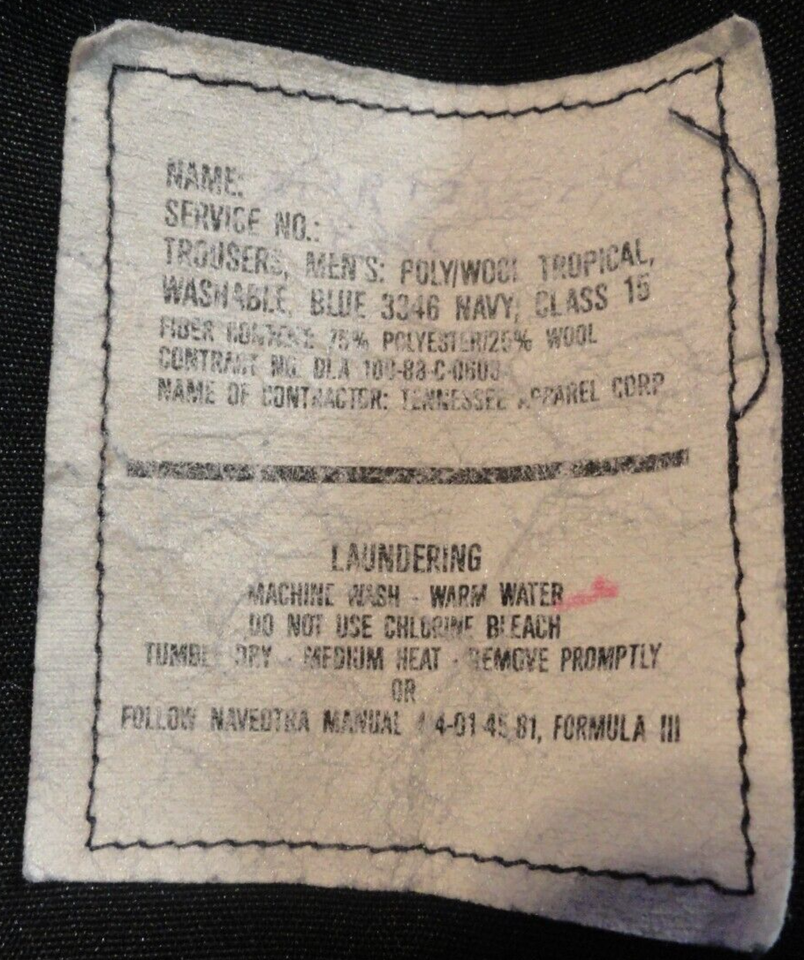 NAME:
SERVICE NO.:
TROUSERS, MEN'S: POLY/WOOL TROPICAL,
WASHABLE, BLUE 3346 NAVY, CLASS 15
FIBER CONTENT: 75% POLYESTER/25% WOOL
CONTRACT NO. DLA 100-83-C-0603
NAME OF CONTRACTOR: TENNESSEE APPAREL CORP
LAUNDERING
MACHINE WASH - WARM WATER
DO NOT USE CHLORINE BLEACH
TUMBLE DRY - MEDIUM HEAT - REMOVE PROMPTLY
OR
FOLLOW NAVEDTRA MANUAL FORMULA III